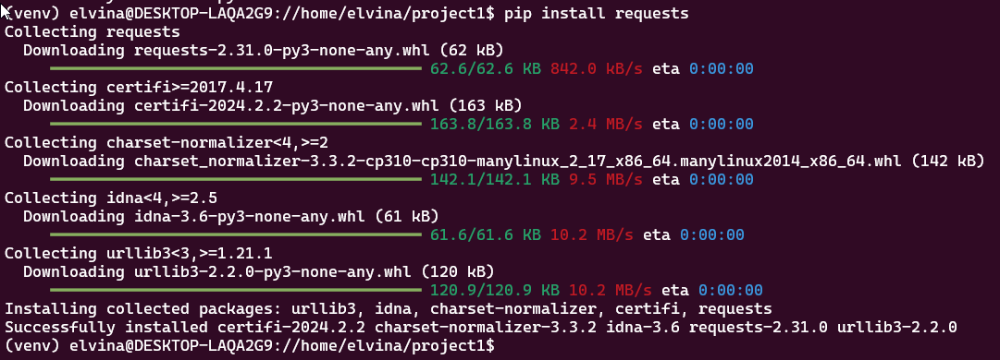 (venv) elvina@DESKTOP-LAQA2G9://home/elvina/project1$ pip install requests
Collecting requests
  Downloading requests-2.31.0-py3-none-any.whl (62 kB)
     62.6/62.6 KB 842.0 kB/s eta 0:00:00
Collecting certifi>=2017.4.17
  Downloading certifi-2024.2.2-py3-none-any.whl (163 kB)
     163.8/163.8 KB 2.4 MB/s eta 0:00:00
Collecting charset-normalizer<4,>=2
  Downloading charset_normalizer-3.3.2-cp310-cp310-manylinux_2_17_x86_64.manylinux2014_x86_64.whl (142 kB)
     142.1/142.1 KB 9.5 MB/s eta 0:00:00
Collecting idna<4,>=2.5
  Downloading idna-3.6-py3-none-any.whl (61 kB)
     61.6/61.6 KB 10.2 MB/s eta 0:00:00
Collecting urllib3<3,>=1.21.1
  Downloading urllib3-2.2.0-py3-none-any.whl (120 kB)
     120.9/120.9 KB 10.2 MB/s eta 0:00:00
Installing collected packages: urllib3, idna, charset-normalizer, certifi, requests
Successfully installed certifi-2024.2.2 charset-normalizer-3.3.2 idna-3.6 requests-2.31.0 urllib3-2.2.0
(venv) elvina@DESKTOP-LAQA2G9://home/elvina/project1$